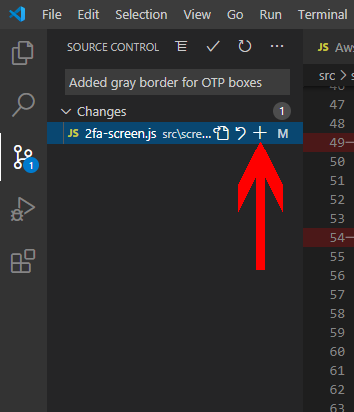 File Edit Selection View Go Run Terminal
SOURCE CONTROL
JS Aws
Added gray border for OTP boxes
src > s
Changes 1
JS 2fa-screen.js src\scre... M
1
46
47
48
49
50
51
52
53
54
55
56
57
58
59
60
61
62
63